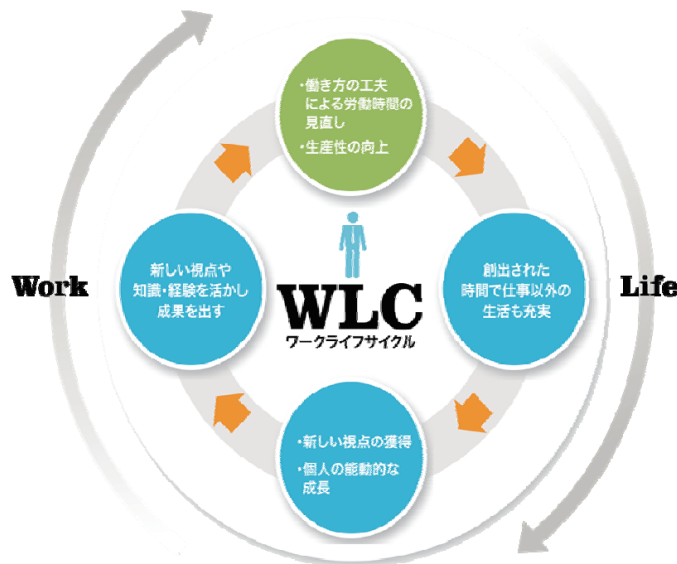 ・働き方の工夫
による労働時間の
見直し
・生産性の向上
Work
新しい視点や
知識・経験を活かし
成果を出す
WLC
ワークライフサイクル
創出された
時間で仕事以外の
生活も充実
Life
・新しい視点の獲得
・個人の能動的な
成長